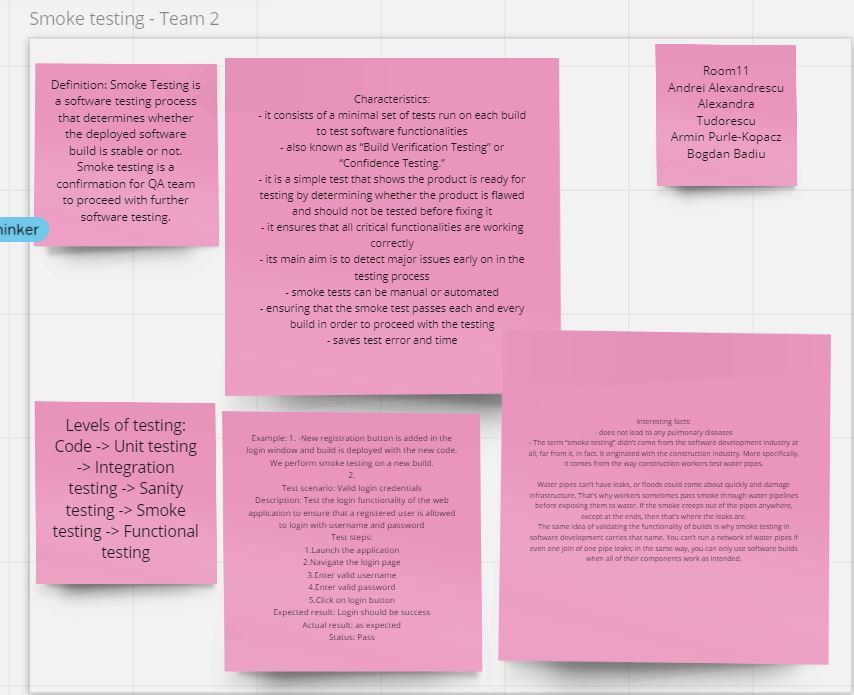 Smoke testing - Team 2
Definition: Smoke Testing is
a software testing process
that determines whether
the deployed software
build is stable or not.
Smoke testing is a
confirmation for QA team
to proceed with further
software testing.
Characteristics:
- it consists of a minimal set of tests run on each build
to test software functionalities
- also known as “Build Verification Testing” or
“Confidence Testing.”
- it is a simple test that shows the product is ready for
testing by determining whether the product is flawed
and should not be tested before fixing it
- it ensures that all critical functionalities are working
correctly
- its main aim is to detect major issues early on in the
testing process
- smoke tests can be manual or automated
- ensuring that the smoke test passes each and every
build in order to proceed with the testing
- saves test error and time
Room11
Andrei Alexandrescu
Alexandra
Tudorescu
Armin Purle-Kopacz
Bogdan Badiu
Levels of testing:
Code -> Unit testing
-> Integration
testing -> Sanity
testing -> Smoke
testing -> Functional
testing
Example: 1. -New registration button is added in the
login window and build is deployed with the new code.
We perform smoke testing on a new build.
2.
Test scenario: Valid login credentials
Description: Test the login functionality of the web
application to ensure that a registered user is allowed
to login with username and password
Test steps:
1.Launch the application
2.Navigate the login page
3.Enter valid username
4.Enter valid password
5.Click on login button
Expected result: Login should be success
Actual result: as expected
Status: Pass
Interesting facts:
- does not lead to any pulmonary diseases
- The term “smoke testing” didn’t come from the software development industry at
all, far from it, in fact. It originated with the construction industry. More specifically,
it comes from the way construction workers test water pipes.
Water pipes can’t have leaks, or floods could come about quickly and damage
infrastructure. That’s why workers sometimes pass smoke through water pipelines
before exposing them to water. If the smoke creeps out of the pipes anywhere,
except at the ends, then that’s where the leaks are.
The same idea of validating the functionality of builds is why smoke testing in
software development carries that name. You can’t run a network of water pipes if
even one join of one pipe leaks; in the same way, you can only use software builds
when all of their components work as intended.